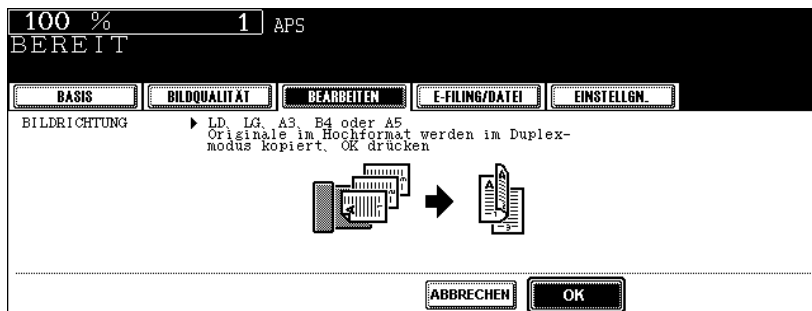 100 % 1 APS
BEREIT
BASIS BILDQUALITÄT BEARBEITEN E-FILING/DATEI EINSTELLGN.
BILDRICHTUNG ▶ LD, LG, A3, B4 oder A5
Originale im Hochformat werden im Duplex-
modus kopiert, OK drücken
ABBRECHEN OK